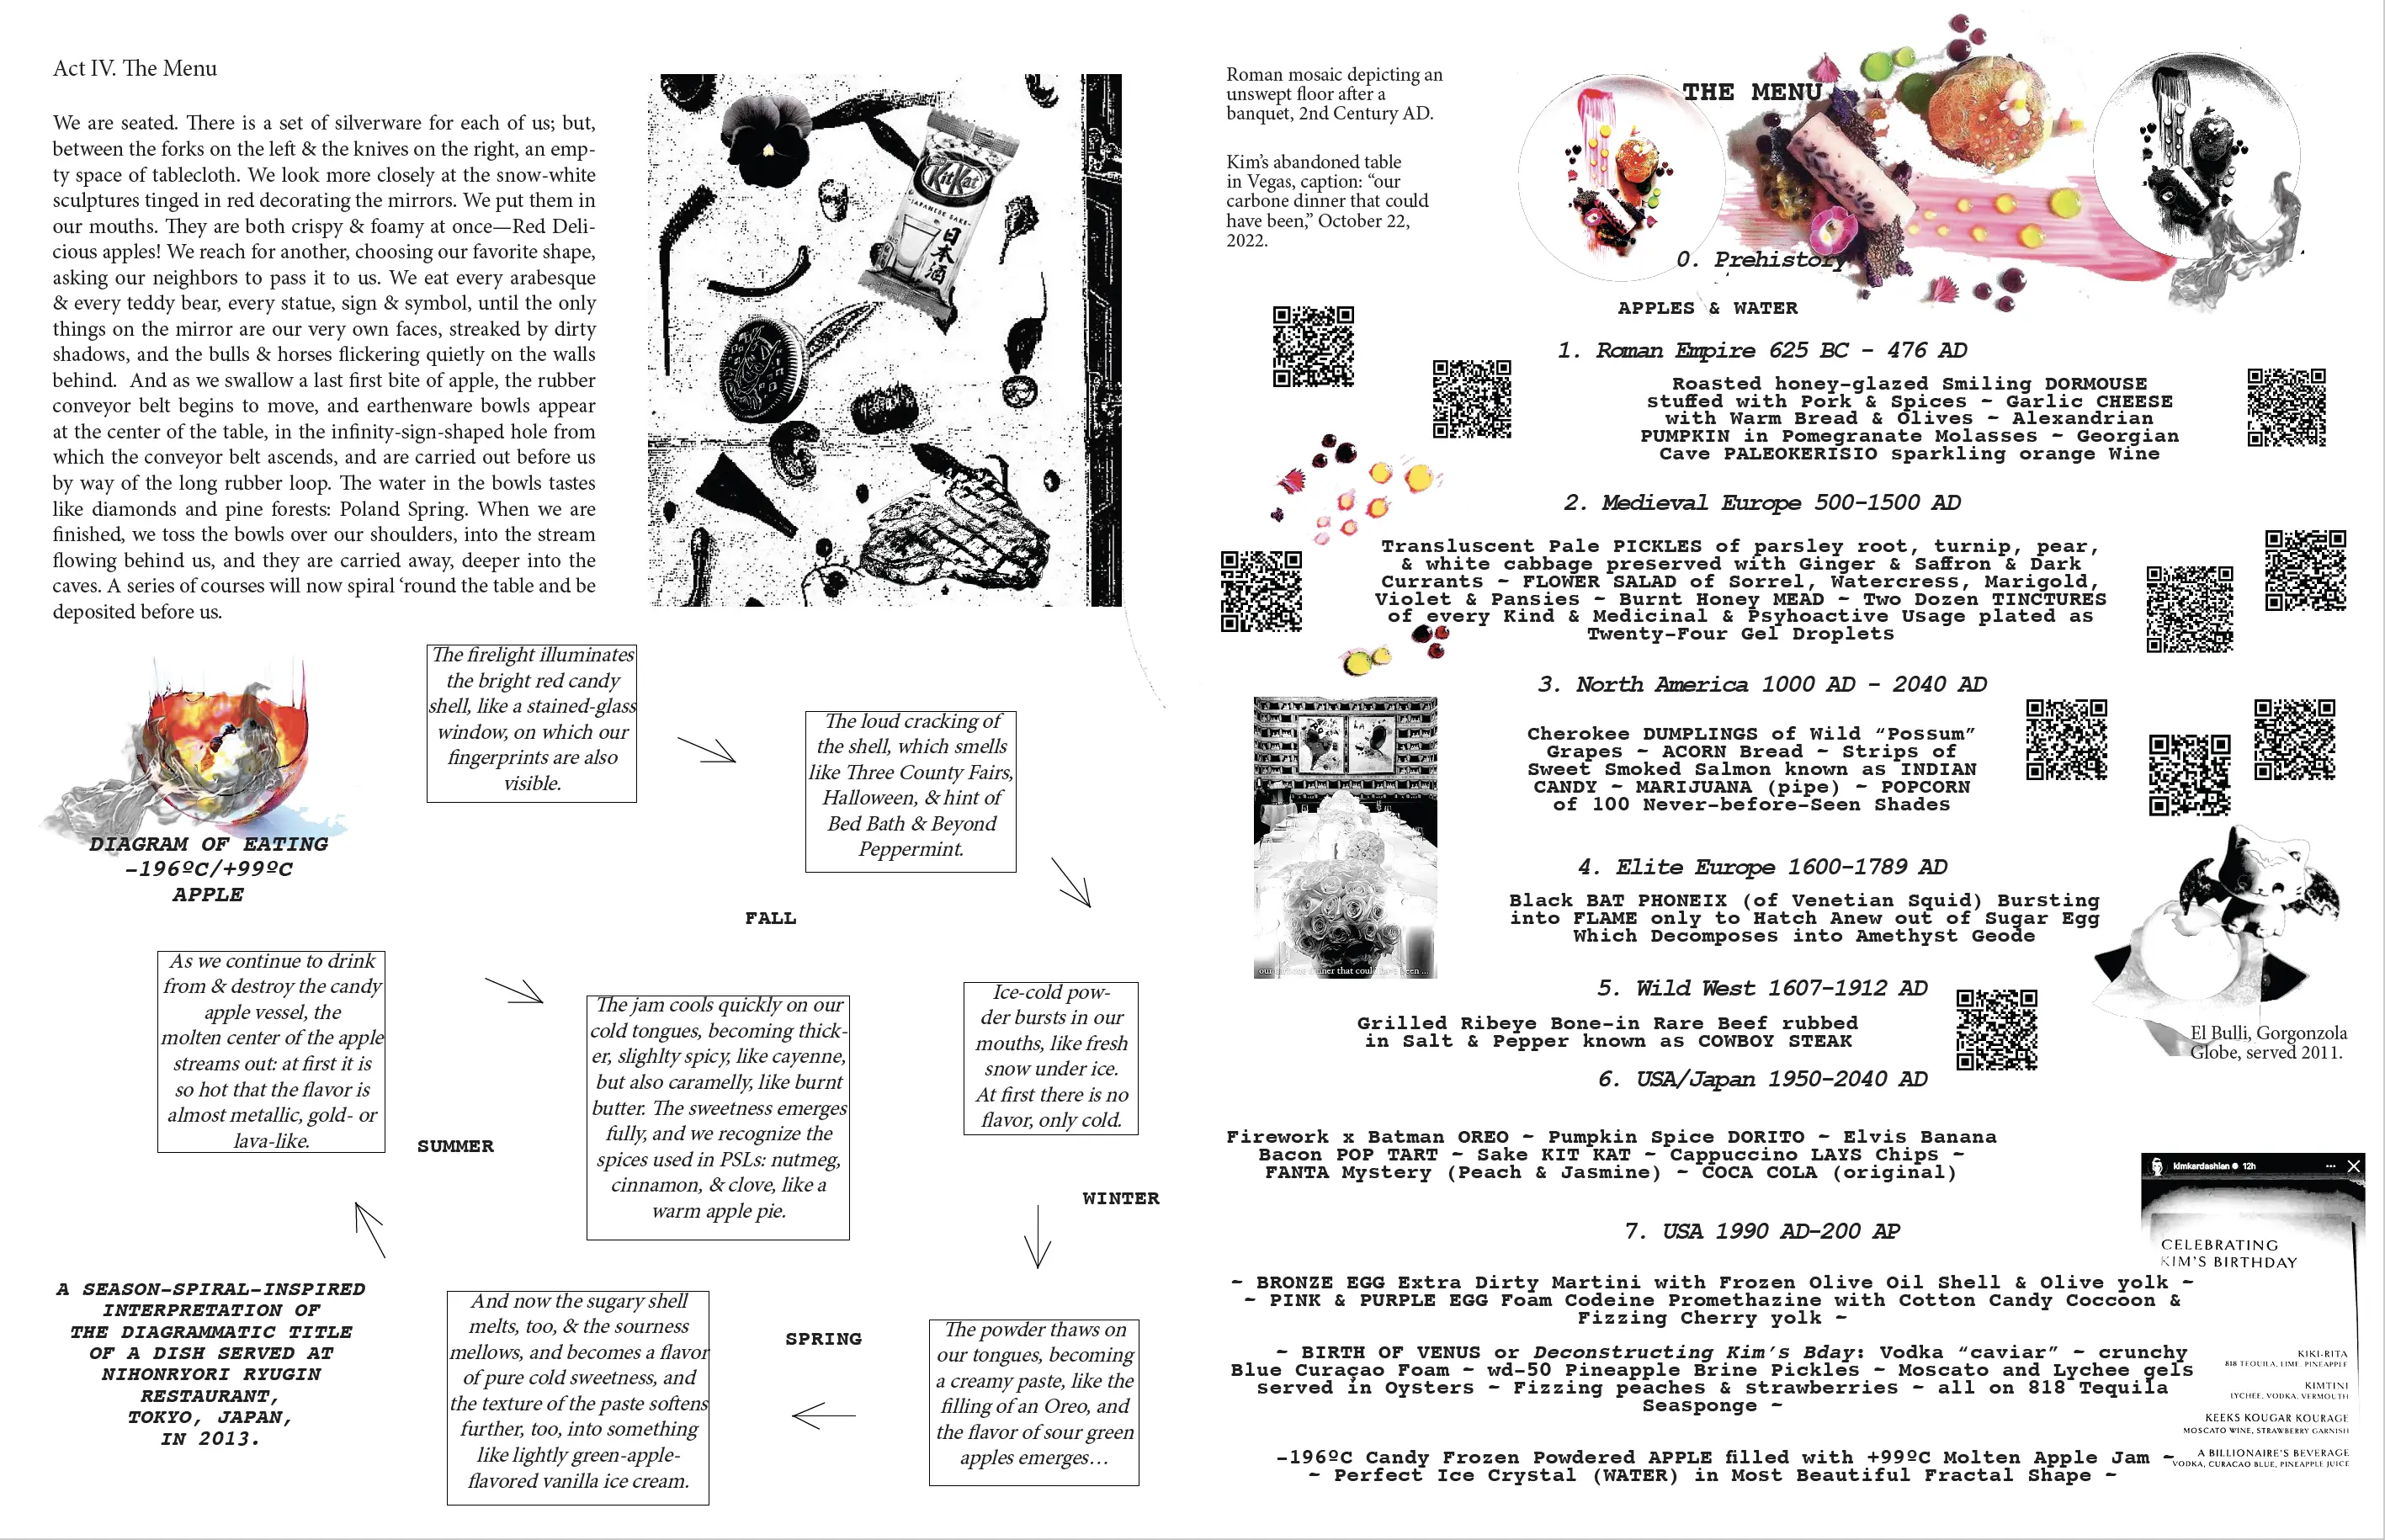 Act IV. The Menu
We are seated. There is a set of silverware for each of us; but,
between the forks on the left & the knives on the right, an emp-
ty space of tablecloth. We look more closely at the snow-white
sculptures tinged in red decorating the mirrors. We put them in
our mouths. They are both crispy & foamy at once—Red Deli-
cious apples! We reach for another, choosing our favorite shape,
asking our neighbors to pass it to us. We eat every arabesque
& every teddy bear, every statue, sign & symbol, until the only
things on the mirror are our very own faces, streaked by dirty
shadows, and the bulls & horses flickering quietly on the walls
behind.  And as we swallow a last first bite of apple, the rubber
conveyor belt begins to move, and earthenware bowls appear
at the center of the table, in the infinity-sign-shaped hole from
which the conveyor belt ascends, and are carried out before us
by way of the long rubber loop. The water in the bowls tastes
like diamonds and pine forests: Poland Spring. When we are
finished, we toss the bowls over our shoulders, into the stream
flowing behind us, and they are carried away, deeper into the
caves. A series of courses will now spiral ‘round the table and be
deposited before us.
KitKat
JAPANESE SAKE
日本酒
The firelight illuminates
the bright red candy
shell, like a stained-glass
window, on which our
fingerprints are also
visible.
The loud cracking of
the shell, which smells
like Three County Fairs,
Halloween, & hint of
Bed Bath & Beyond
Peppermint.
DIAGRAM OF EATING
-196ºC/+99ºC
APPLE
FALL
As we continue to drink
from & destroy the candy
apple vessel, the
molten center of the apple
streams out: at first it is
so hot that the flavor is
almost metallic, gold- or
lava-like.
The jam cools quickly on our
cold tongues, becoming thick-
er, slighlty spicy, like cayenne,
but also caramelly, like burnt
butter. The sweetness emerges
fully, and we recognize the
spices used in PSLs: nutmeg,
cinnamon, & clove, like a
warm apple pie.
Ice-cold pow-
der bursts in our
mouths, like fresh
snow under ice.
At first there is no
flavor, only cold.
SUMMER
WINTER
A SEASON-SPIRAL-INSPIRED
INTERPRETATION OF
THE DIAGRAMMATIC TITLE
OF A DISH SERVED AT
NIHONRYORI RYUGIN
RESTAURANT,
TOKYO, JAPAN,
IN 2013.
And now the sugary shell
melts, too, & the sourness
mellows, and becomes a flavor
of pure cold sweetness, and
the texture of the paste softens
further, too, into something
like lightly green-apple-
flavored vanilla ice cream.
SPRING
The powder thaws on
our tongues, becoming
a creamy paste, like the
filling of an Oreo, and
the flavor of sour green
apples emerges…
Roman mosaic depicting an
unswept floor after a
banquet, 2nd Century AD.
Kim’s abandoned table
in Vegas, caption: “our
carbone dinner that could
have been,” October 22,
2022.
THE MENU
0. Prehistory
APPLES & WATER
1. Roman Empire 625 BC - 476 AD
Roasted honey-glazed Smiling DORMOUSE
stuffed with Pork & Spices ~ Garlic CHEESE
with Warm Bread & Olives ~ Alexandrian
PUMPKIN in Pomegranate Molasses ~ Georgian
Cave PALEOKERISIO sparkling orange Wine
2. Medieval Europe 500-1500 AD
Transluscent Pale PICKLES of parsley root, turnip, pear,
& white cabbage preserved with Ginger & Saffron & Dark
Currants ~ FLOWER SALAD of Sorrel, Watercress, Marigold,
Violet & Pansies ~ Burnt Honey MEAD ~ Two Dozen TINCTURES
of every Kind & Medicinal & Psyhoactive Usage plated as
Twenty-Four Gel Droplets
3. North America 1000 AD - 2040 AD
Cherokee DUMPLINGS of Wild “Possum”
Grapes ~ ACORN Bread ~ Strips of
Sweet Smoked Salmon known as INDIAN
CANDY ~ MARIJUANA (pipe) ~ POPCORN
of 100 Never-before-Seen Shades
4. Elite Europe 1600-1789 AD
Black BAT PHONEIX (of Venetian Squid) Bursting
into FLAME only to Hatch Anew out of Sugar Egg
Which Decomposes into Amethyst Geode
5. Wild West 1607-1912 AD
Grilled Ribeye Bone-in Rare Beef rubbed
in Salt & Pepper known as COWBOY STEAK
El Bulli, Gorgonzola
Globe, served 2011.
6. USA/Japan 1950-2040 AD
Firework x Batman OREO ~ Pumpkin Spice DORITO ~ Elvis Banana
Bacon POP TART ~ Sake KIT KAT ~ Cappuccino LAYS Chips ~
FANTA Mystery (Peach & Jasmine) ~ COCA COLA (original)
7. USA 1990 AD-200 AP
~ BRONZE EGG Extra Dirty Martini with Frozen Olive Oil Shell & Olive yolk ~
~ PINK & PURPLE EGG Foam Codeine Promethazine with Cotton Candy Coccoon &
Fizzing Cherry yolk ~
~ BIRTH OF VENUS or Deconstructing Kim’s Bday: Vodka “caviar” ~ crunchy
Blue Curaçao Foam ~ wd-50 Pineapple Brine Pickles ~ Moscato and Lychee gels
served in Oysters ~ Fizzing peaches & strawberries ~ all on 818 Tequila
Seasponge ~
-196ºC Candy Frozen Powdered APPLE filled with +99ºC Molten Apple Jam ~
~ Perfect Ice Crystal (WATER) in Most Beautiful Fractal Shape ~
kimkardashian 12h
CELEBRATING
KIM'S BIRTHDAY
KIKI-RITA
818 TEQUILA, LIME, PINEAPPLE
KIMTINI
LYCHEE, VODKA, VERMOUTH
KEEKS KOUGAR KOURAGE
MOSCATO WINE, STRAWBERRY GARNISH
A BILLIONAIRE'S BEVERAGE
VODKA, CURACAO BLUE, PINEAPPLE JUICE